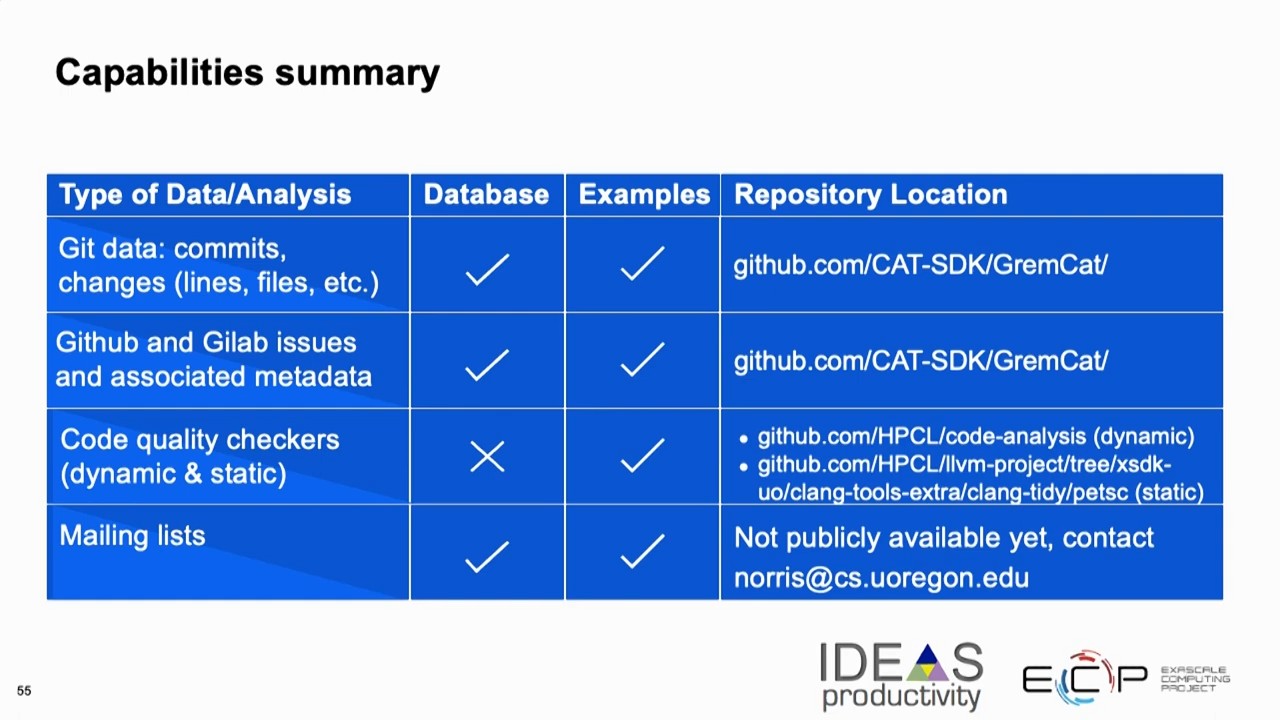 Capabilities summary
Type of Data/Analysis
Database
Examples
Repository Location
Git data: commits,
changes (lines, files, etc.)
github.com/CAT-SDK/GremCat/
Github and Gilab issues
and associated metadata
github.com/CAT-SDK/GremCat/
Code quality checkers
(dynamic & static)
• github.com/HPCL/code-analysis (dynamic)
• github.com/HPCL/llvm-project/tree/xsdk-
uo/clang-tools-extra/clang-tidy/petsc (static)
Mailing lists
Not publicly available yet, contact
norris@cs.uoregon.edu
55
IDEAS
productivity
ECP
EXASCALE
COMPUTING
PROJECT